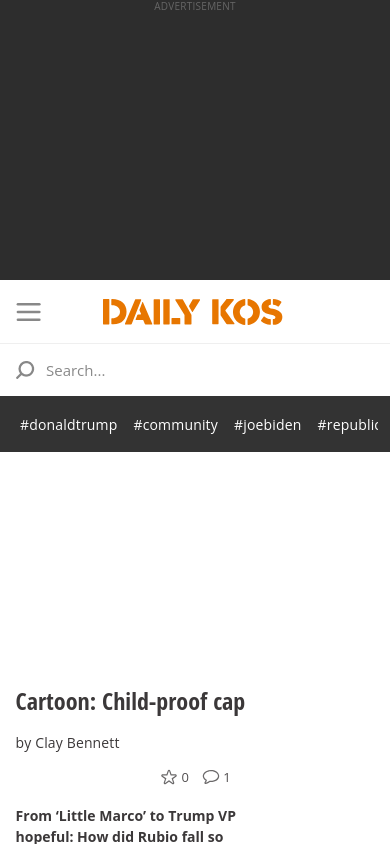 ADVERTISEMENT
DAILY KOS
Search...
#donaldtrump #community #joebiden #republic
Cartoon: Child-proof cap
by Clay Bennett
0 1
From ‘Little Marco’ to Trump VP
hopeful: How did Rubio fall so